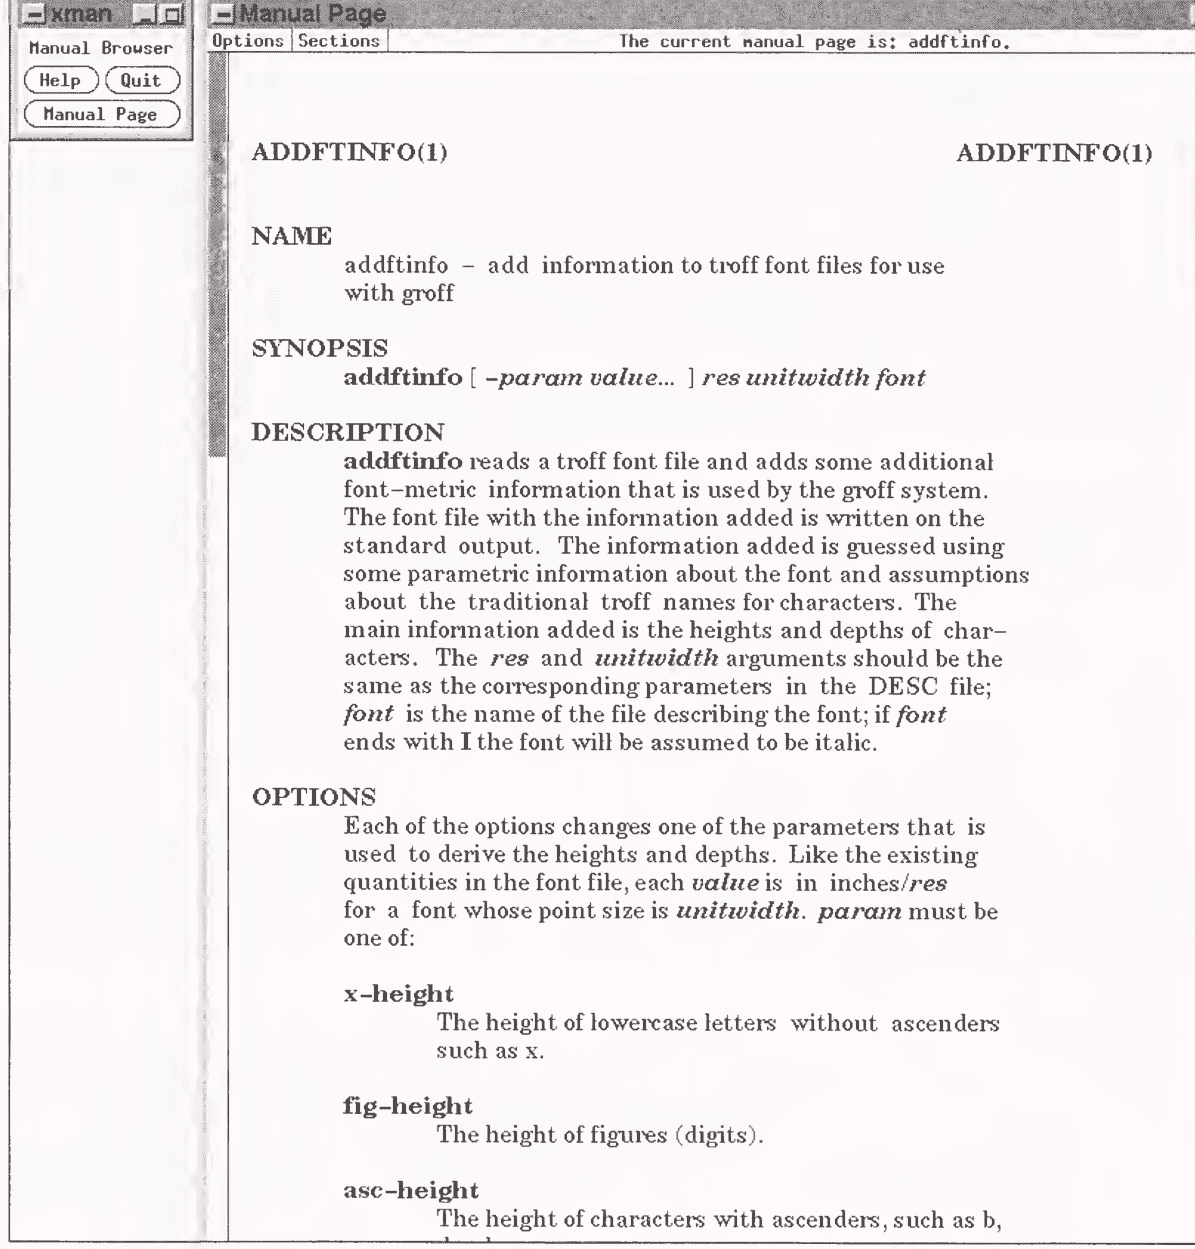 xman
Manual Browser
Help Quit
Manual Page
Manual Page
Options Sections The current manual page is: addftinfo.
ADDFTINFO(1) ADDFTINFO(1)
NAME
addftinfo – add information to troff font files for use
with groff
SYNOPSIS
addftinfo [ –param value... ] res unitwidth font
DESCRIPTION
addftinfo reads a troff font file and adds some additional
font–metric information that is used by the groff system.
The font file with the information added is written on the
standard output. The information added is guessed using
some parametric information about the font and assumptions
about the traditional troff names for characters. The
main information added is the heights and depths of char–
acters. The res and unitwidth arguments should be the
same as the corresponding parameters in the DESC file;
font is the name of the file describing the font; if font
ends with I the font will be assumed to be italic.
OPTIONS
Each of the options changes one of the parameters that is
used to derive the heights and depths. Like the existing
quantities in the font file, each value is in inches/res
for a font whose point size is unitwidth. param must be
one of:
x–height
The height of lowercase letters without ascenders
such as x.
fig–height
The height of figures (digits).
asc–height
The height of characters with ascenders, such as b,